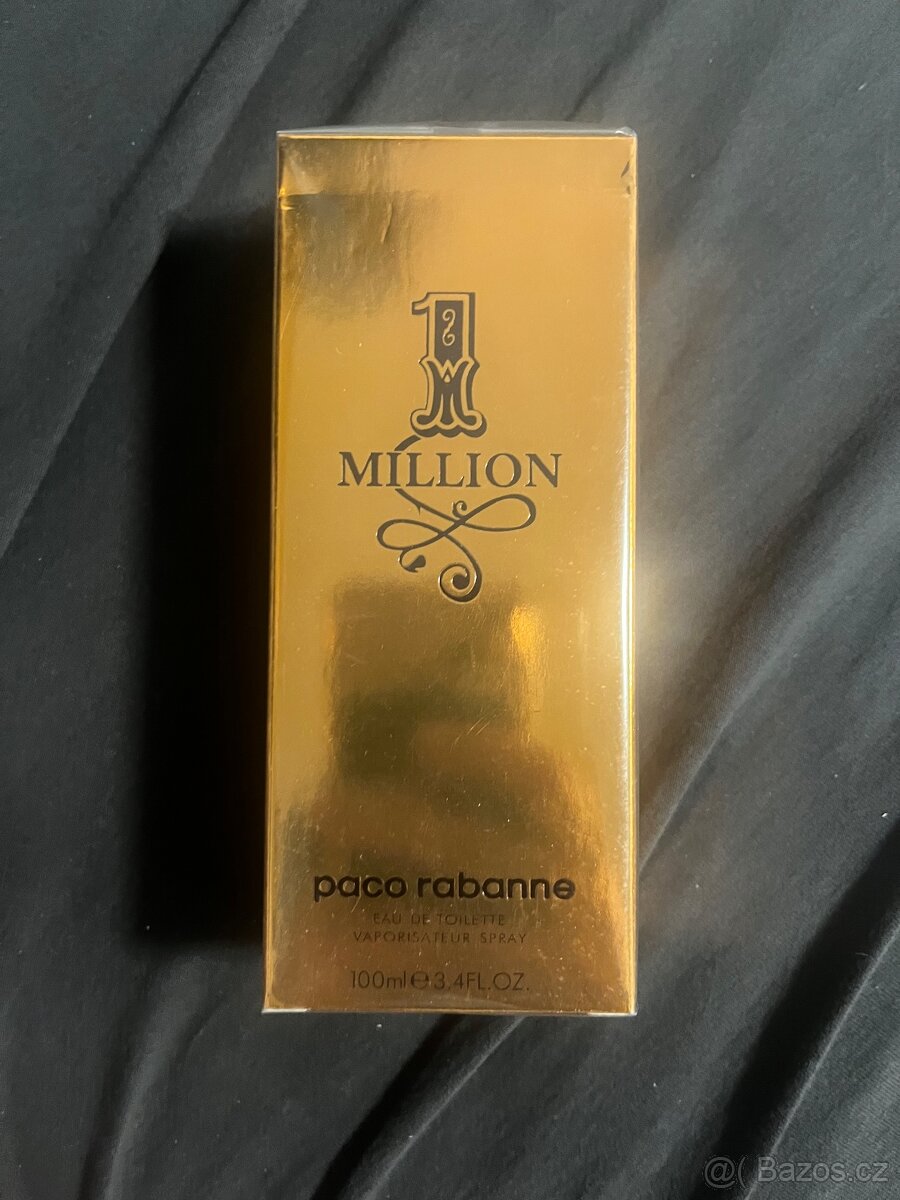 1
MILLION
paco rabanne
EAU DE TOILETTE
VAPORISATEUR SPRAY
100ml ℮ 3.4FL.OZ.
@( Bazos.cz